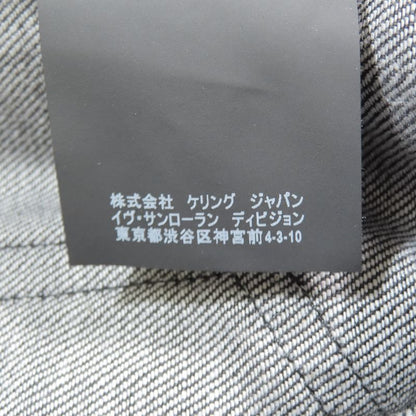 株式会社 ケリング ジャパン
イヴ・サンローラン ディビジョン
東京都渋谷区神宮前4-3-10